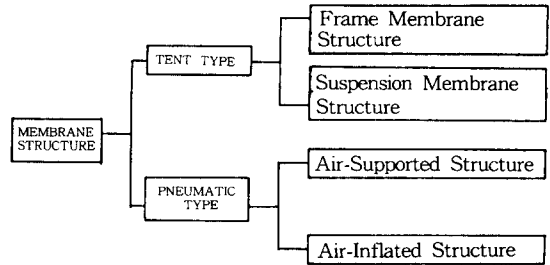 Frame Membrane
Structure
TENT TYPE
Suspension Membrane
Structure
MEMBRANE
STRUCTURE
Air-Supported Structure
PNEUMATIC
TYPE
Air-Inflated Structure